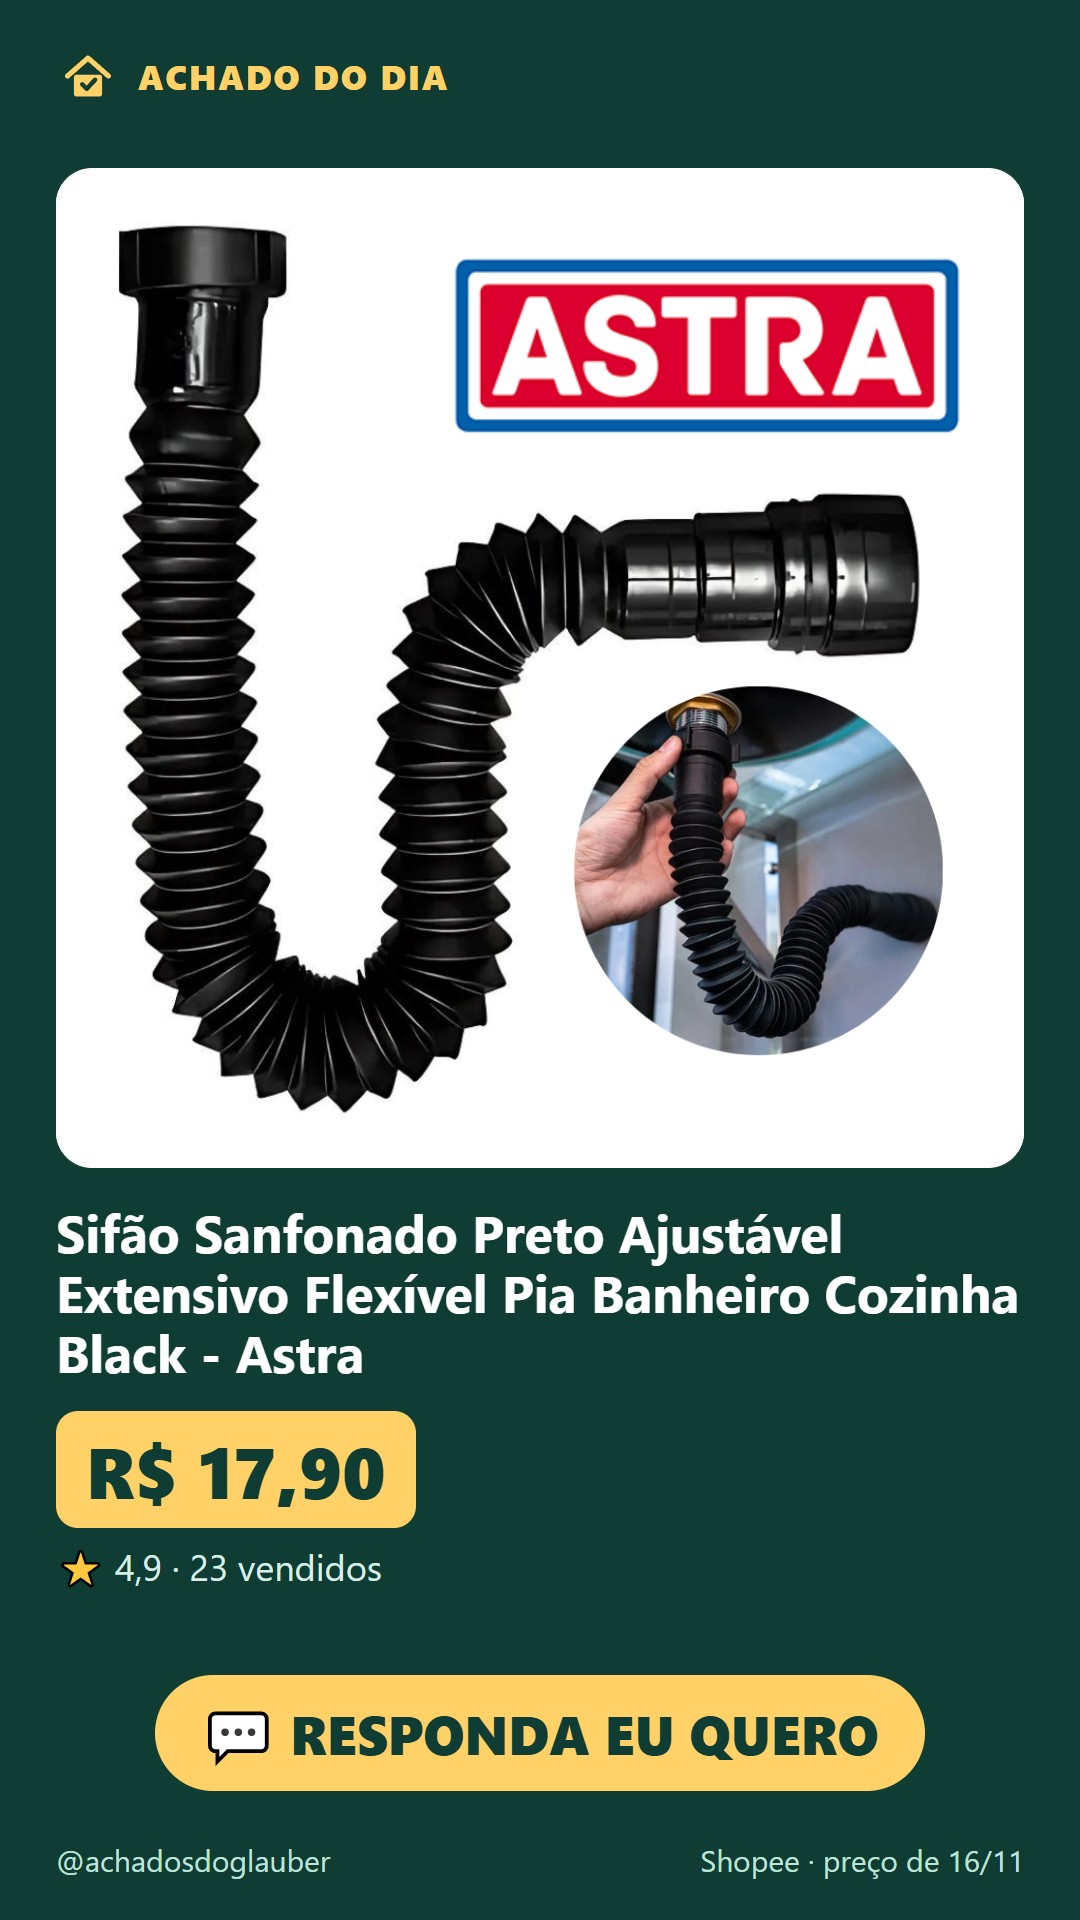 ACHADO DO DIA
ASTRA
Sifão Sanfonado Preto Ajustável
Extensivo Flexível Pia Banheiro Cozinha
Black - Astra
R$ 17,90
4,9 · 23 vendidos
RESPONDA EU QUERO
@achadosdoglauber
Shopee · preço de 16/11